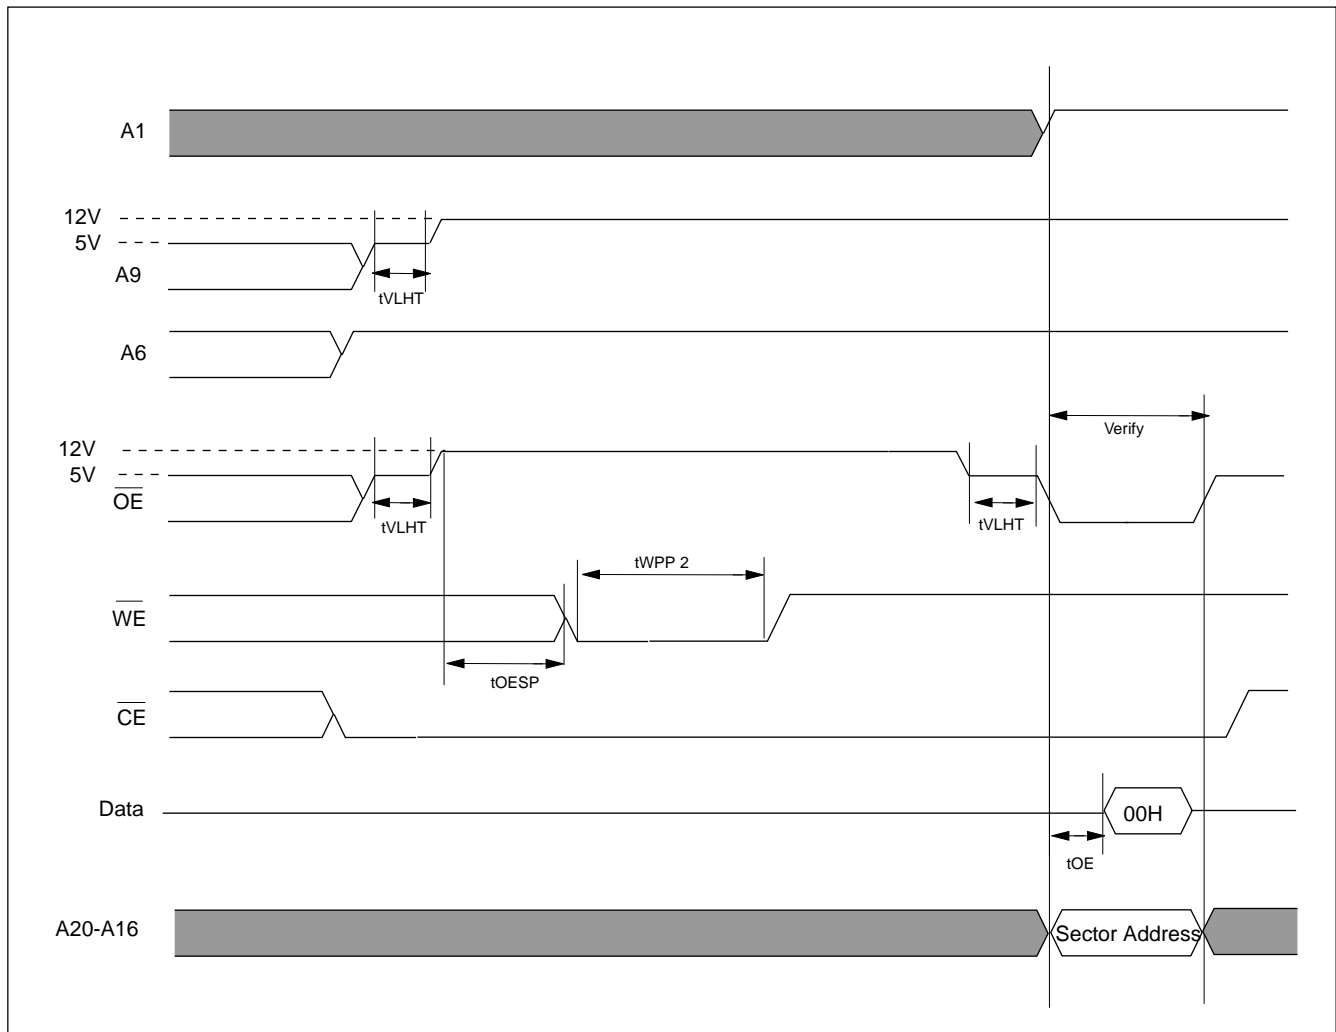 A1
12V
5V
A9
tVLHT
A6
Verify
12V
5V
OE
tVLHT
tVLHT
tWPP 2
WE
tOESP
CE
Data
00H
tOE
A20-A16
Sector Address